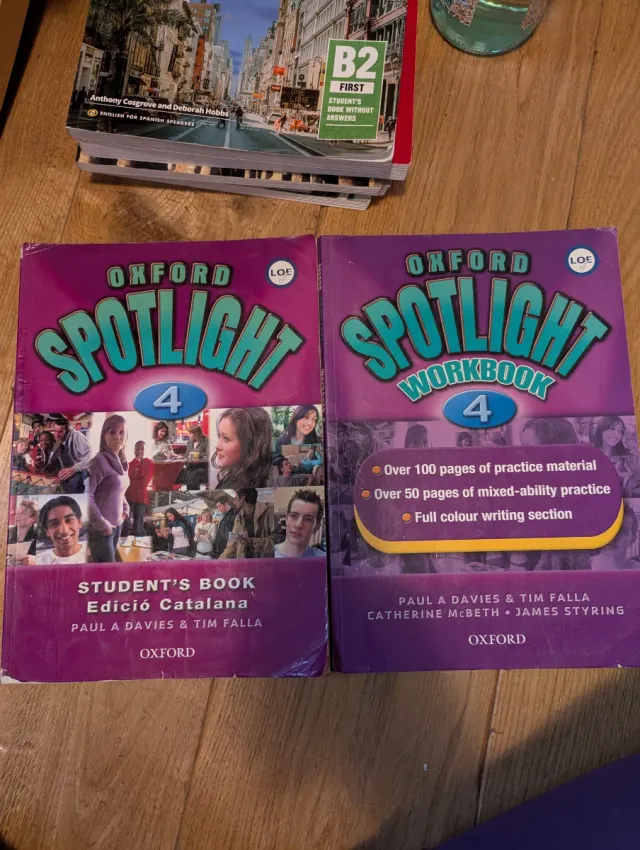 B2
FIRST
STUDENT'S
BOOK WITHOUT
ANSWERS
Anthony Cosgrove and Deborah Hobbs
ENGLISH FOR SPANISH SPEAKERS
OXFORD
LOE
SPOTLIGHT
4
STUDENT'S BOOK
Edició Catalana
PAUL A DAVIES & TIM FALLA
OXFORD
OXFORD
LOE
SPOTLIGHT
WORKBOOK
4
Over 100 pages of practice material
Over 50 pages of mixed-ability practice
Full colour writing section
PAUL A DAVIES & TIM FALLA
CATHERINE McBETH • JAMES STYRING
OXFORD